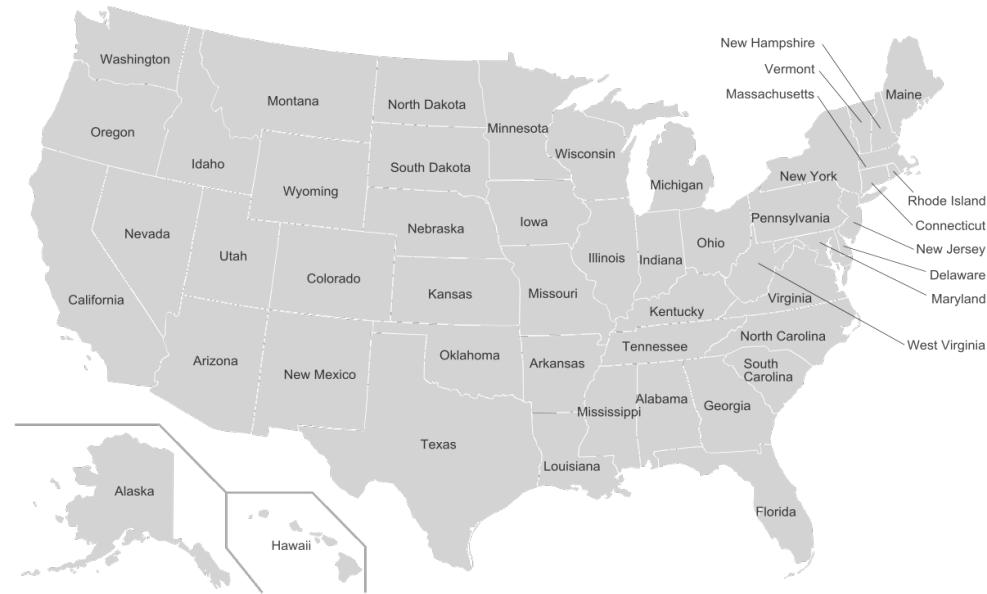 New Hampshire
Washington
Vermont
Massachusetts
Maine
Montana
North Dakota
Oregon
Minnesota
Wisconsin
Idaho
South Dakota
New York
Michigan
Wyoming
Rhode Island
Pennsylvania
Iowa
Connecticut
Nebraska
Nevada
Ohio
New Jersey
Utah
Illinois
Indiana
Delaware
Colorado
Kansas
Missouri
Virginia
Maryland
California
Kentucky
North Carolina
West Virginia
Tennessee
Oklahoma
Arizona
Arkansas
South
Carolina
New Mexico
Alabama
Georgia
Mississippi
Texas
Louisiana
Alaska
Florida
Hawaii